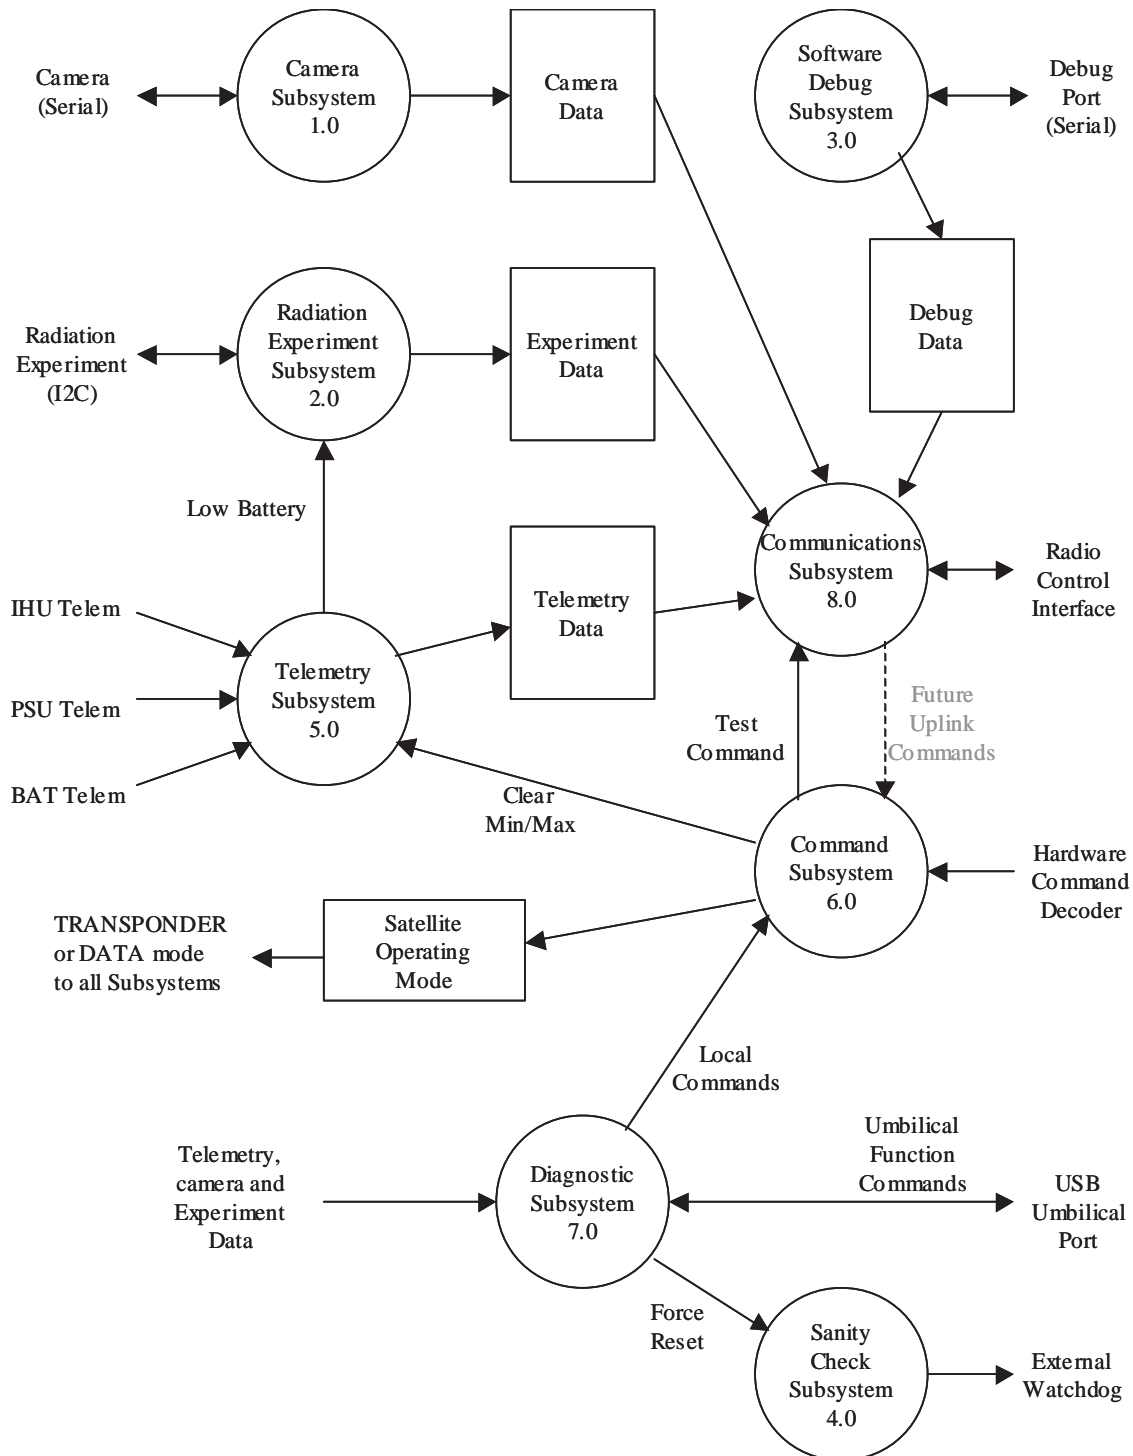 Camera
(Serial)
Camera
Subsystem
1.0
Camera
Data
Software
Debug
Subsystem
3.0
Debug
Port
(Serial)
Radiation
Experiment
(I2C)
Radiation
Experiment
Subsystem
2.0
Experiment
Data
Debug
Data
Low Battery
IHU Telem
PSU Telem
BAT Telem
Telemetry
Subsystem
5.0
Telemetry
Data
Communications
Subsystem
8.0
Radio
Control
Interface
Test
Command
Future
Uplink
Commands
Clear
Min/Max
Command
Subsystem
6.0
Hardware
Command
Decoder
TRANSPONDER
or DATA mode
to all Subsystems
Satellite
Operating
Mode
Local
Commands
Telemetry,
camera and
Experiment
Data
Diagnostic
Subsystem
7.0
Umbilical
Function
Commands
USB
Umbilical
Port
Force
Reset
Sanity
Check
Subsystem
4.0
External
Watchdog